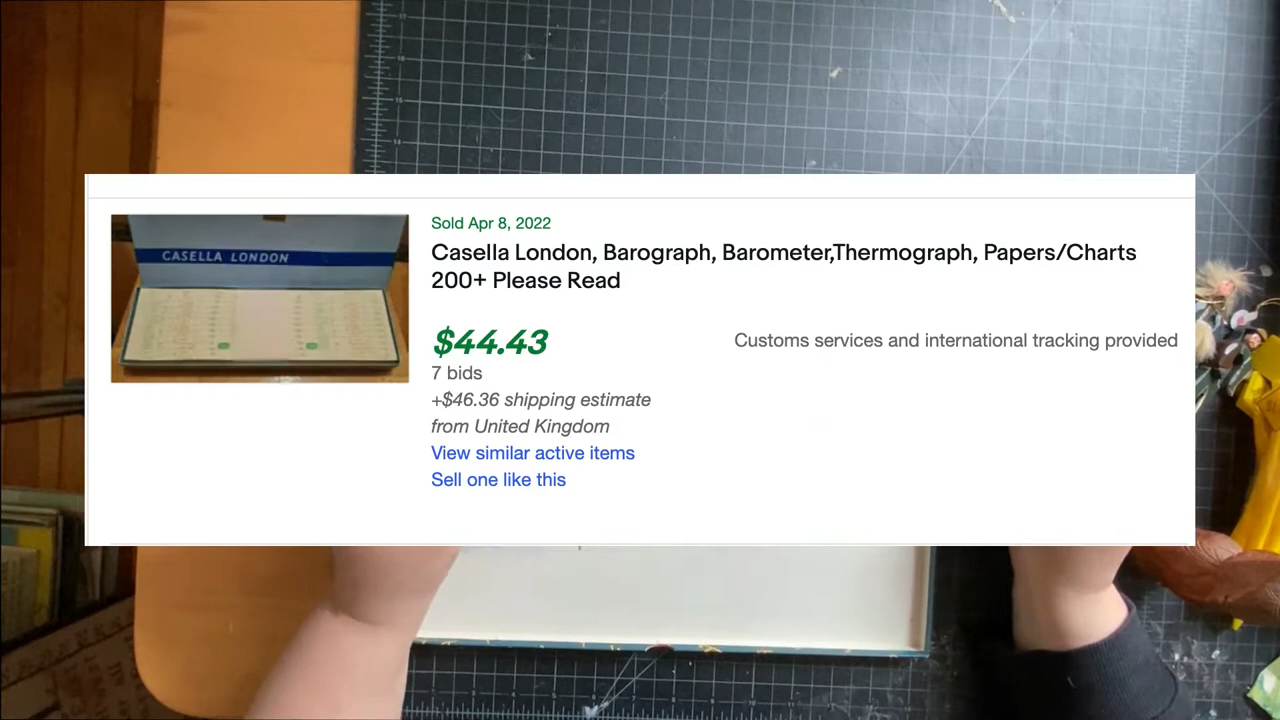 CASELLA LONDON
Sold Apr 8, 2022
Casella London, Barograph, Barometer,Thermograph, Papers/Charts
200+ Please Read
$44.43
Customs services and international tracking provided
7 bids
+$46.36 shipping estimate
from United Kingdom
View similar active items
Sell one like this